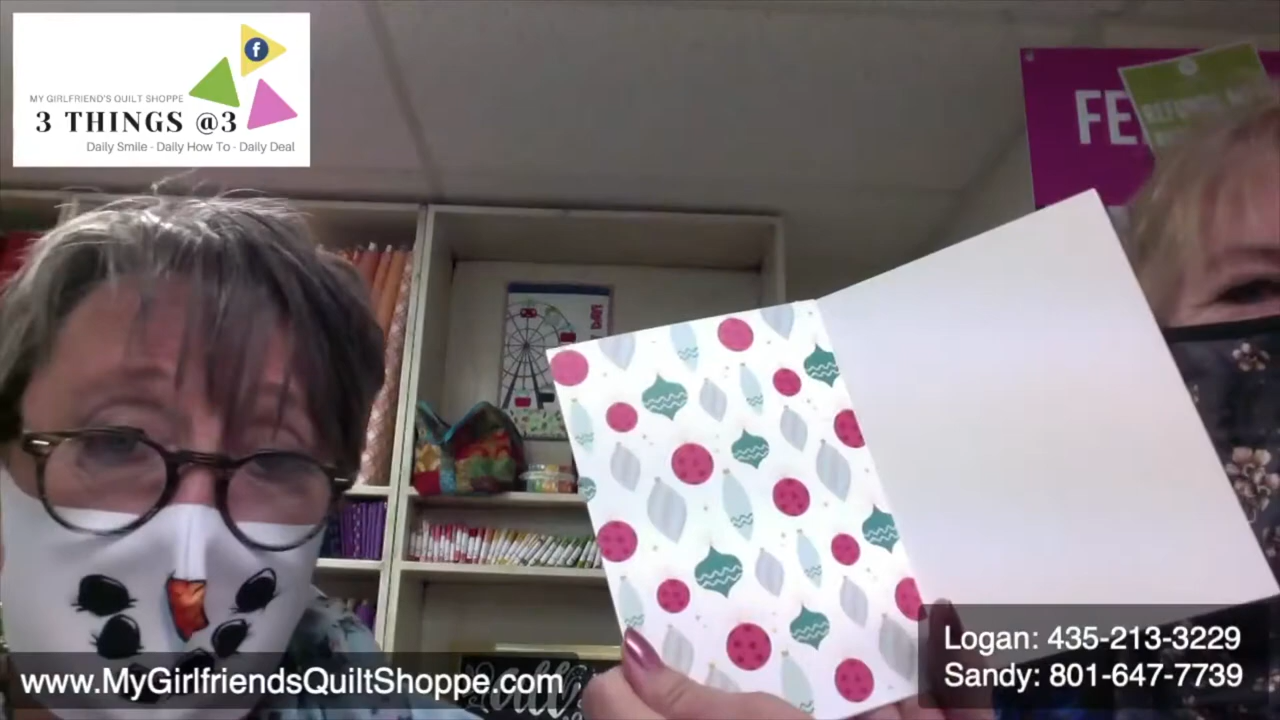 MY GIRLFRIEND'S QUILT SHOPPE
3 THINGS @3
Daily Smile - Daily How To - Daily Deal
f
FE
www.MyGirlfriendsQuiltShoppe.com
Logan: 435-213-3229
Sandy: 801-647-7739